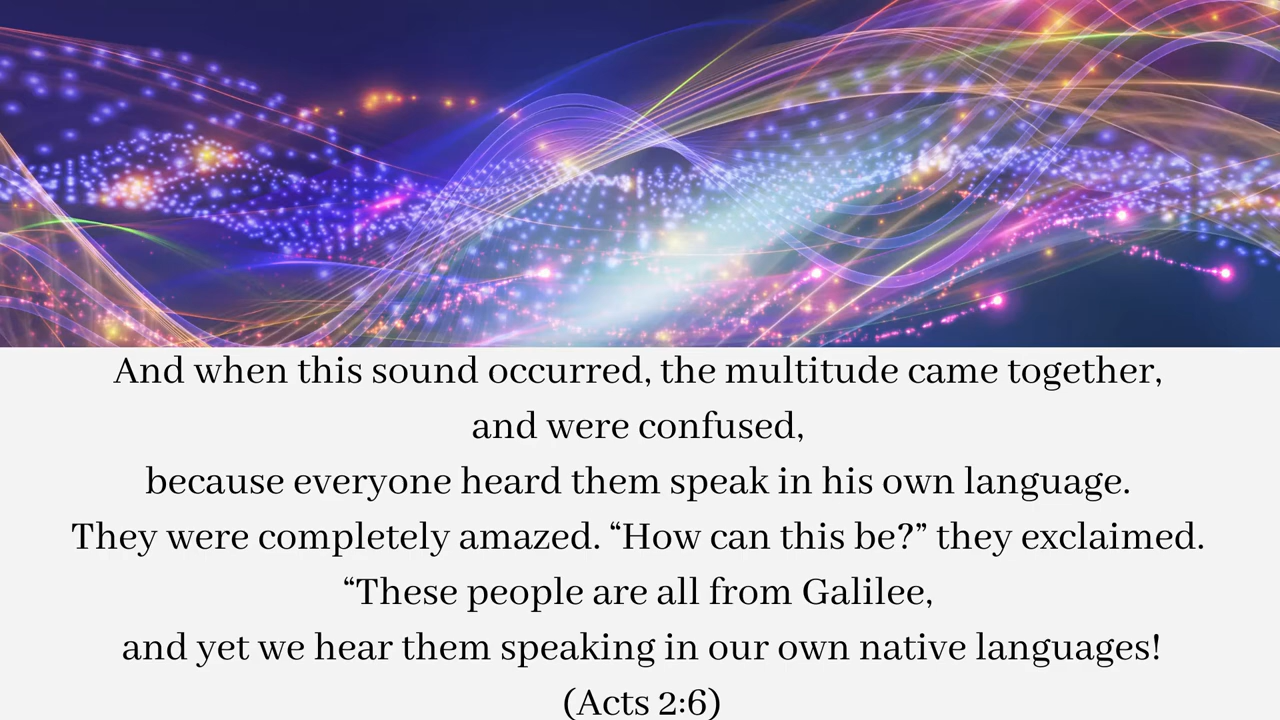 And when this sound occurred, the multitude came together,
and were confused,
because everyone heard them speak in his own language.
They were completely amazed. “How can this be?” they exclaimed.
“These people are all from Galilee,
and yet we hear them speaking in our own native languages!
(Acts 2:6)